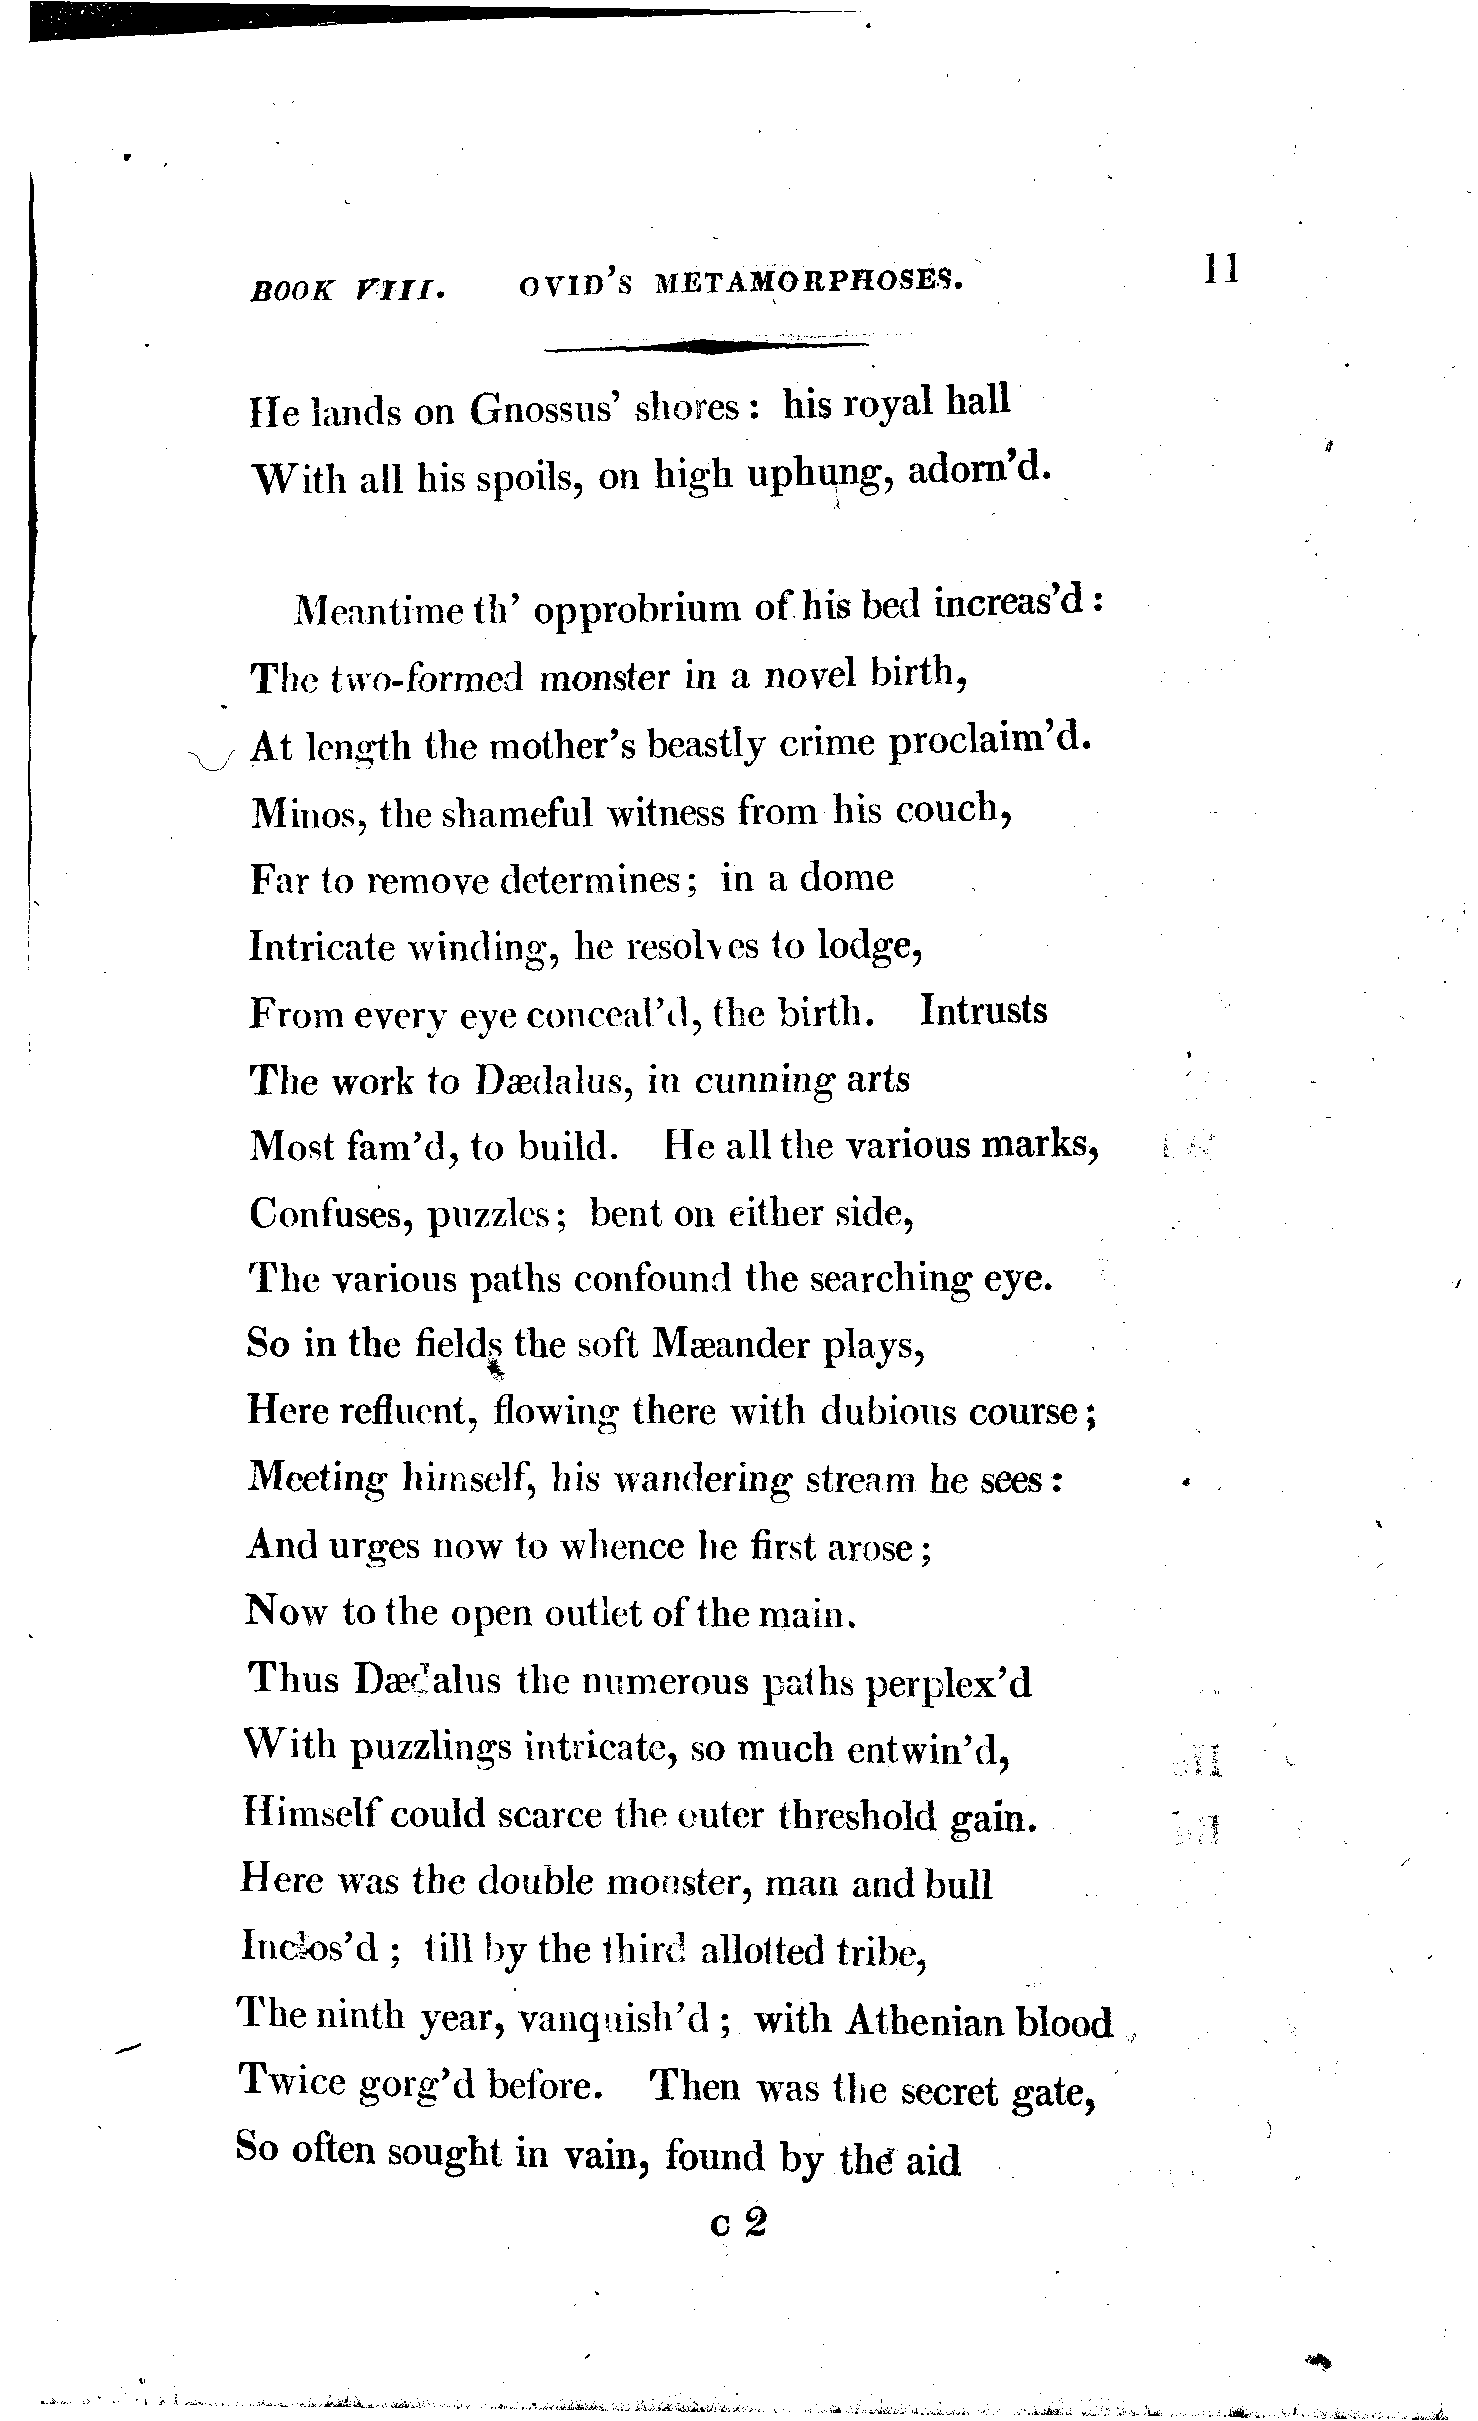 BOOK VIII. OVID'S METAMORPHOSES. 11
He lands on Gnossus' shores: his royal hall
With all his spoils, on high uphung, adorn'd.
Meantime th' opprobrium of his bed increas'd:
The two-formed monster in a novel birth,
At length the mother's beastly crime proclaim'd.
Minos, the shameful witness from his couch,
Far to remove determines; in a dome
Intricate winding, he resolves to lodge,
From every eye conceal'd, the birth. Intrusts
The work to Dædalus, in cunning arts
Most fam'd, to build. He all the various marks,
Confuses, puzzles; bent on either side,
The various paths confound the searching eye.
So in the fields the soft Mæander plays,
Here refluent, flowing there with dubious course;
Meeting himself, his wandering stream he sees:
And urges now to whence he first arose;
Now to the open outlet of the main.
Thus Dædalus the numerous paths perplex'd
With puzzlings intricate, so much entwin'd,
Himself could scarce the outer threshold gain.
Here was the double monster, man and bull
Inclos'd; till by the third allotted tribe,
The ninth year, vanquish'd; with Athenian blood
Twice gorg'd before. Then was the secret gate,
So often sought in vain, found by the aid
C 2